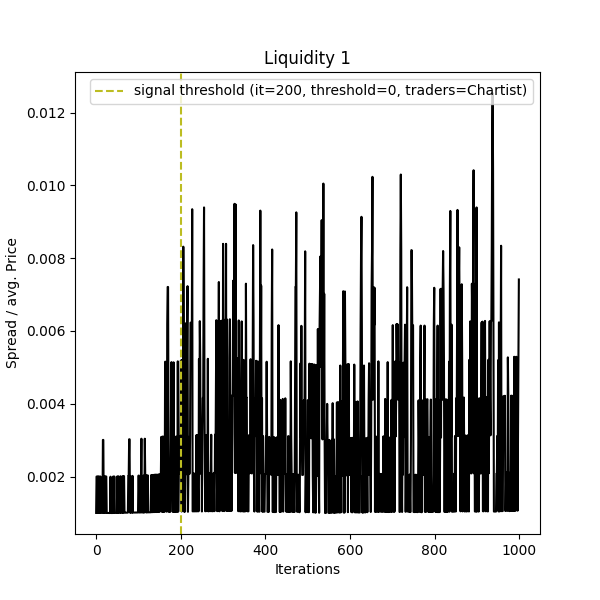 Liquidity 1
signal threshold (it=200, threshold=0, traders=Chartist)
Spread / avg. Price
0.012
0.010
0.008
0.006
0.004
0.002
0 200 400 600 800 1000
Iterations